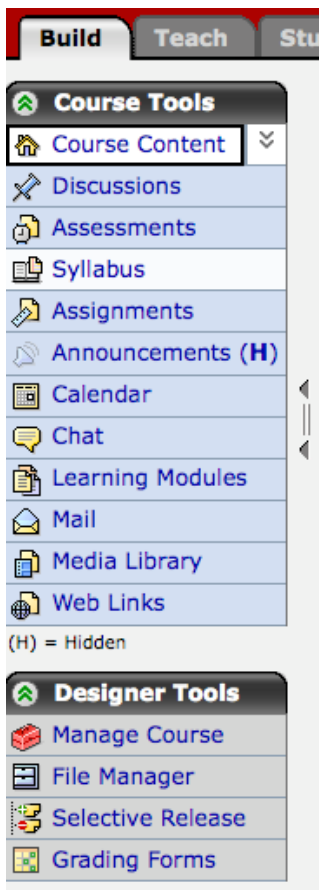 Build Teach Stu
Course Tools
Course Content
Discussions
Assessments
Syllabus
Assignments
Announcements (H)
Calendar
Chat
Learning Modules
Mail
Media Library
Web Links
(H) = Hidden
Designer Tools
Manage Course
File Manager
Selective Release
Grading Forms